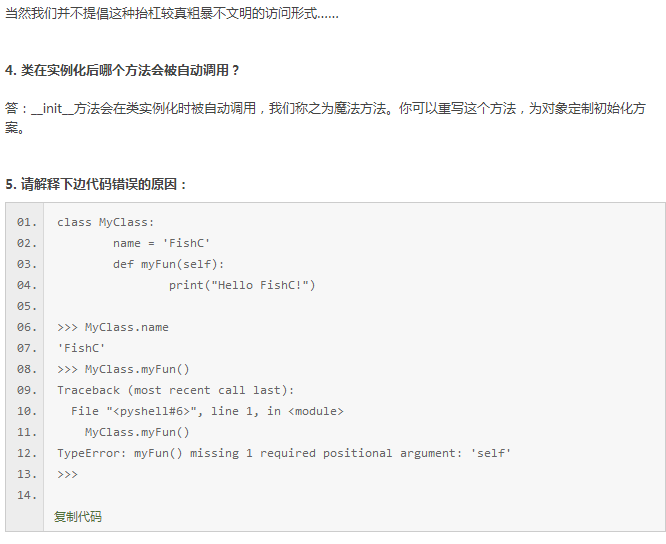 当然我们并不提倡这种抬杠较真粗暴不文明的访问形式......
4. 类在实例化后哪个方法会被自动调用？
答：__init__方法会在类实例化时被自动调用，我们称之为魔法方法。你可以重写这个方法，为对象定制初始化方
案。
5. 请解释下边代码错误的原因：
01. class MyClass:
02. name = 'FishC'
03. def myFun(self):
04. print("Hello FishC!")
05.
06. >>> MyClass.name
07. 'FishC'
08. >>> MyClass.myFun()
09. Traceback (most recent call last):
10. File "<pyshell#6>", line 1, in <module>
11. MyClass.myFun()
12. TypeError: myFun() missing 1 required positional argument: 'self'
13. >>>
14.
复制代码